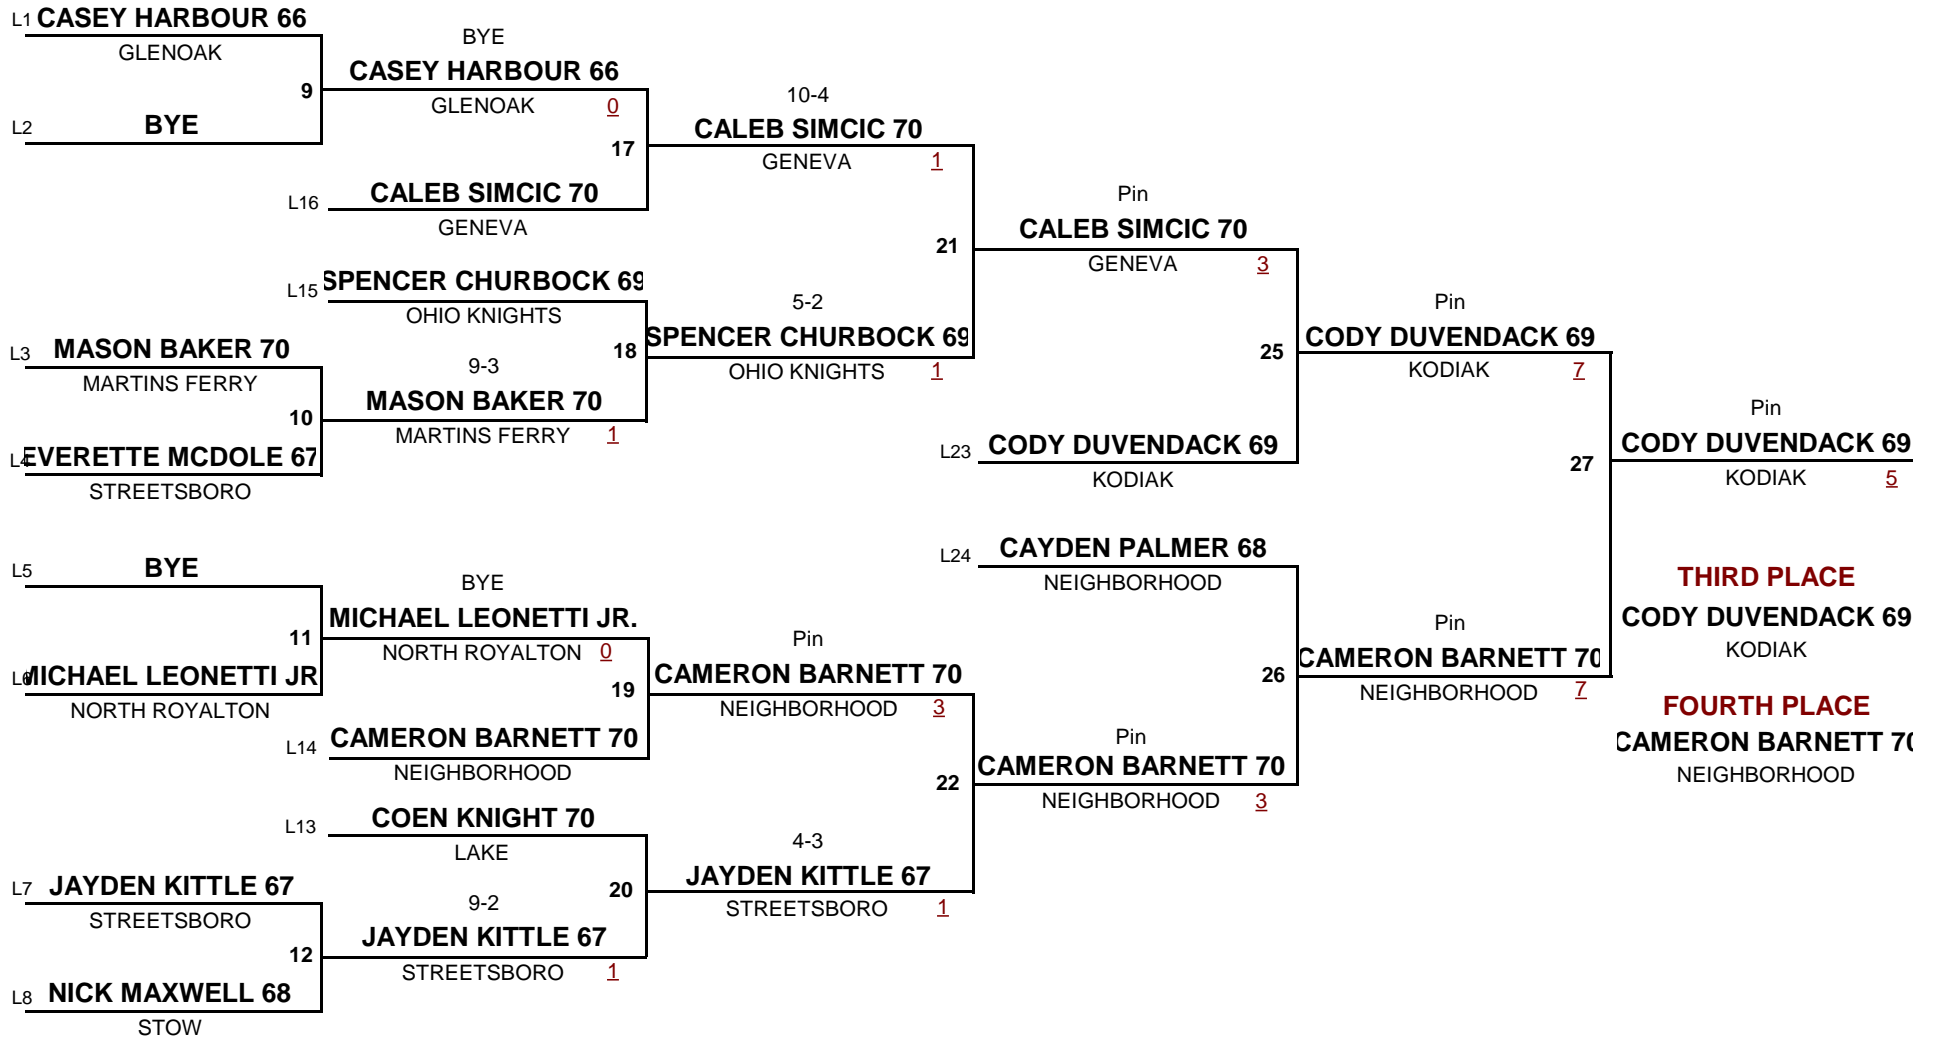 L1 CASEY HARBOUR 66
GLENOAK
9
L2 BYE
BYE
CASEY HARBOUR 66
GLENOAK 0
17
L16 CALEB SIMCIC 70
GENEVA
10-4
CALEB SIMCIC 70
GENEVA 1
21
L15 SPENCER CHURBOCK 69
OHIO KNIGHTS
18
L3 MASON BAKER 70
MARTINS FERRY
10
L4 EVERETTE MCDOLE 67
STREETSBORO
9-3
MASON BAKER 70
MARTINS FERRY 1
5-2
SPENCER CHURBOCK 69
OHIO KNIGHTS 1
Pin
CALEB SIMCIC 70
GENEVA 3
25
L23 CODY DUVENDACK 69
KODIAK
Pin
CODY DUVENDACK 69
KODIAK 7
27
Pin
CODY DUVENDACK 69
KODIAK 5
L5 BYE
11
L6 MICHAEL LEONETTI JR
NORTH ROYALTON
BYE
MICHAEL LEONETTI JR.
NORTH ROYALTON 0
19
L14 CAMERON BARNETT 70
NEIGHBORHOOD
Pin
CAMERON BARNETT 70
NEIGHBORHOOD 3
22
L13 COEN KNIGHT 70
LAKE
20
L7 JAYDEN KITTLE 67
STREETSBORO
12
L8 NICK MAXWELL 68
STOW
9-2
JAYDEN KITTLE 67
STREETSBORO 1
4-3
JAYDEN KITTLE 67
STREETSBORO 1
L24 CAYDEN PALMER 68
NEIGHBORHOOD
26
Pin
CAMERON BARNETT 70
NEIGHBORHOOD 3
Pin
CAMERON BARNETT 70
NEIGHBORHOOD 7
THIRD PLACE
CODY DUVENDACK 69
KODIAK
FOURTH PLACE
CAMERON BARNETT 70
NEIGHBORHOOD